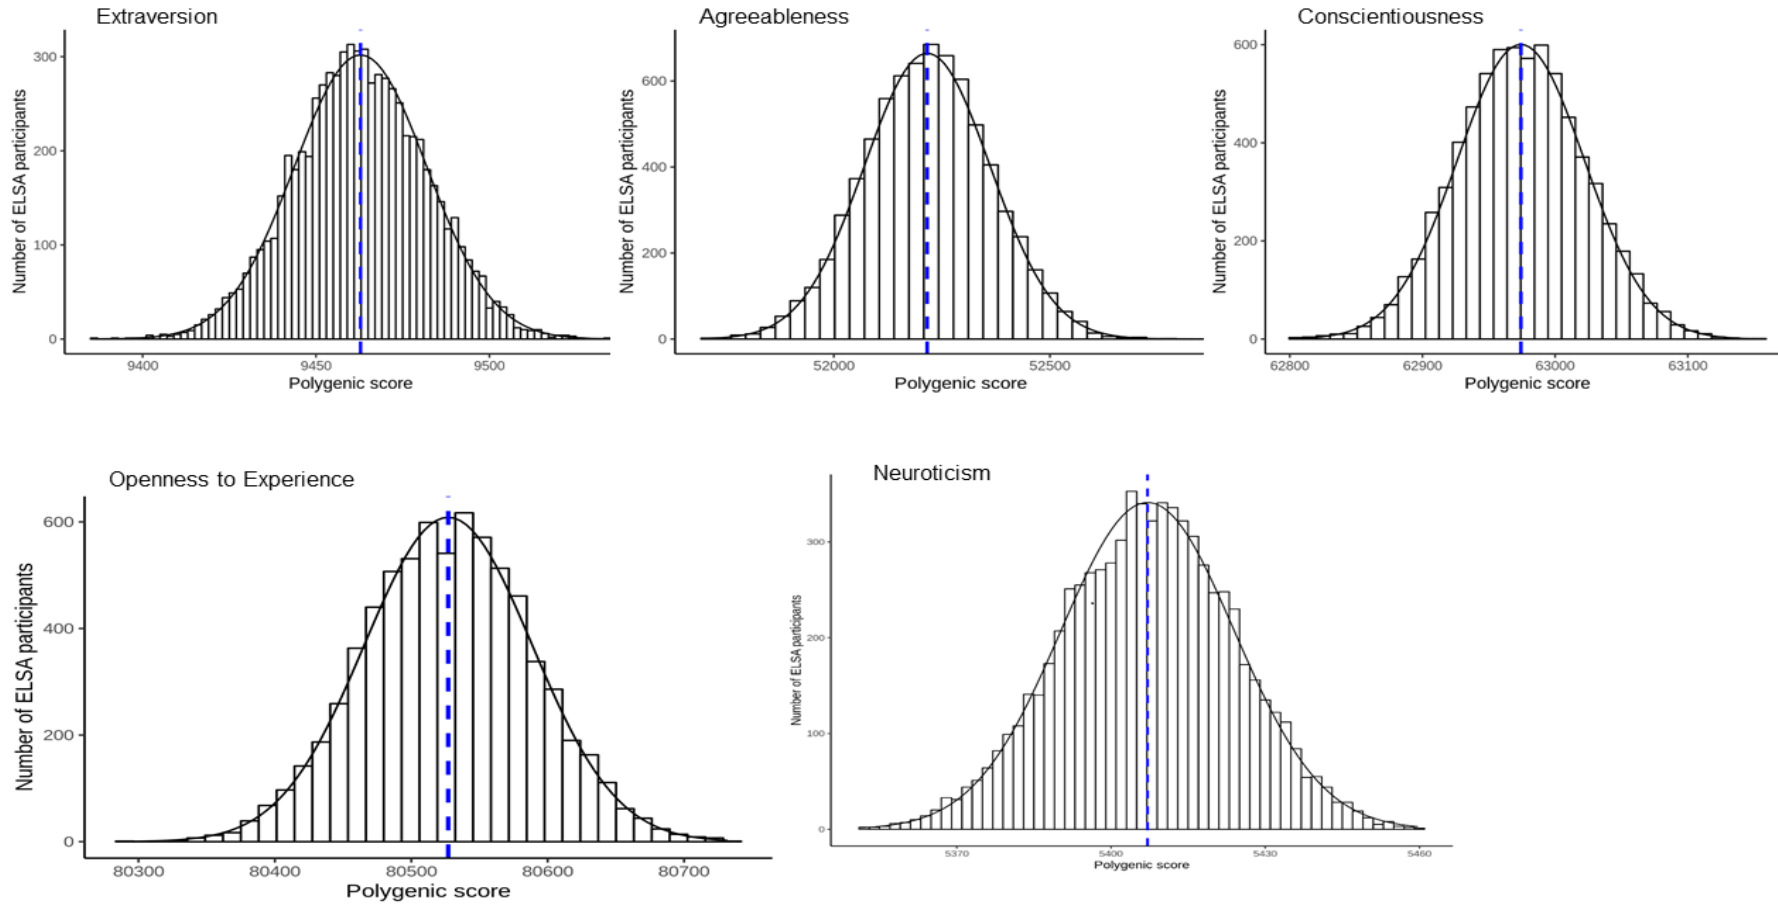 Extraversion
Number of ELSA participants
300
200
100
0
9400
9450
9500
Polygenic score
Agreeableness
Number of ELSA participants
600
400
200
0
52000
52500
Polygenic score
Conscientiousness
Number of ELSA participants
600
400
200
0
62800
62900
63000
63100
Polygenic score
Openness to Experience
Number of ELSA participants
600
400
200
0
80300
80400
80500
80600
80700
Polygenic score
Neuroticism
Number of ELSA participants
300
200
100
0
5370
5400
5430
5460
Polygenic score